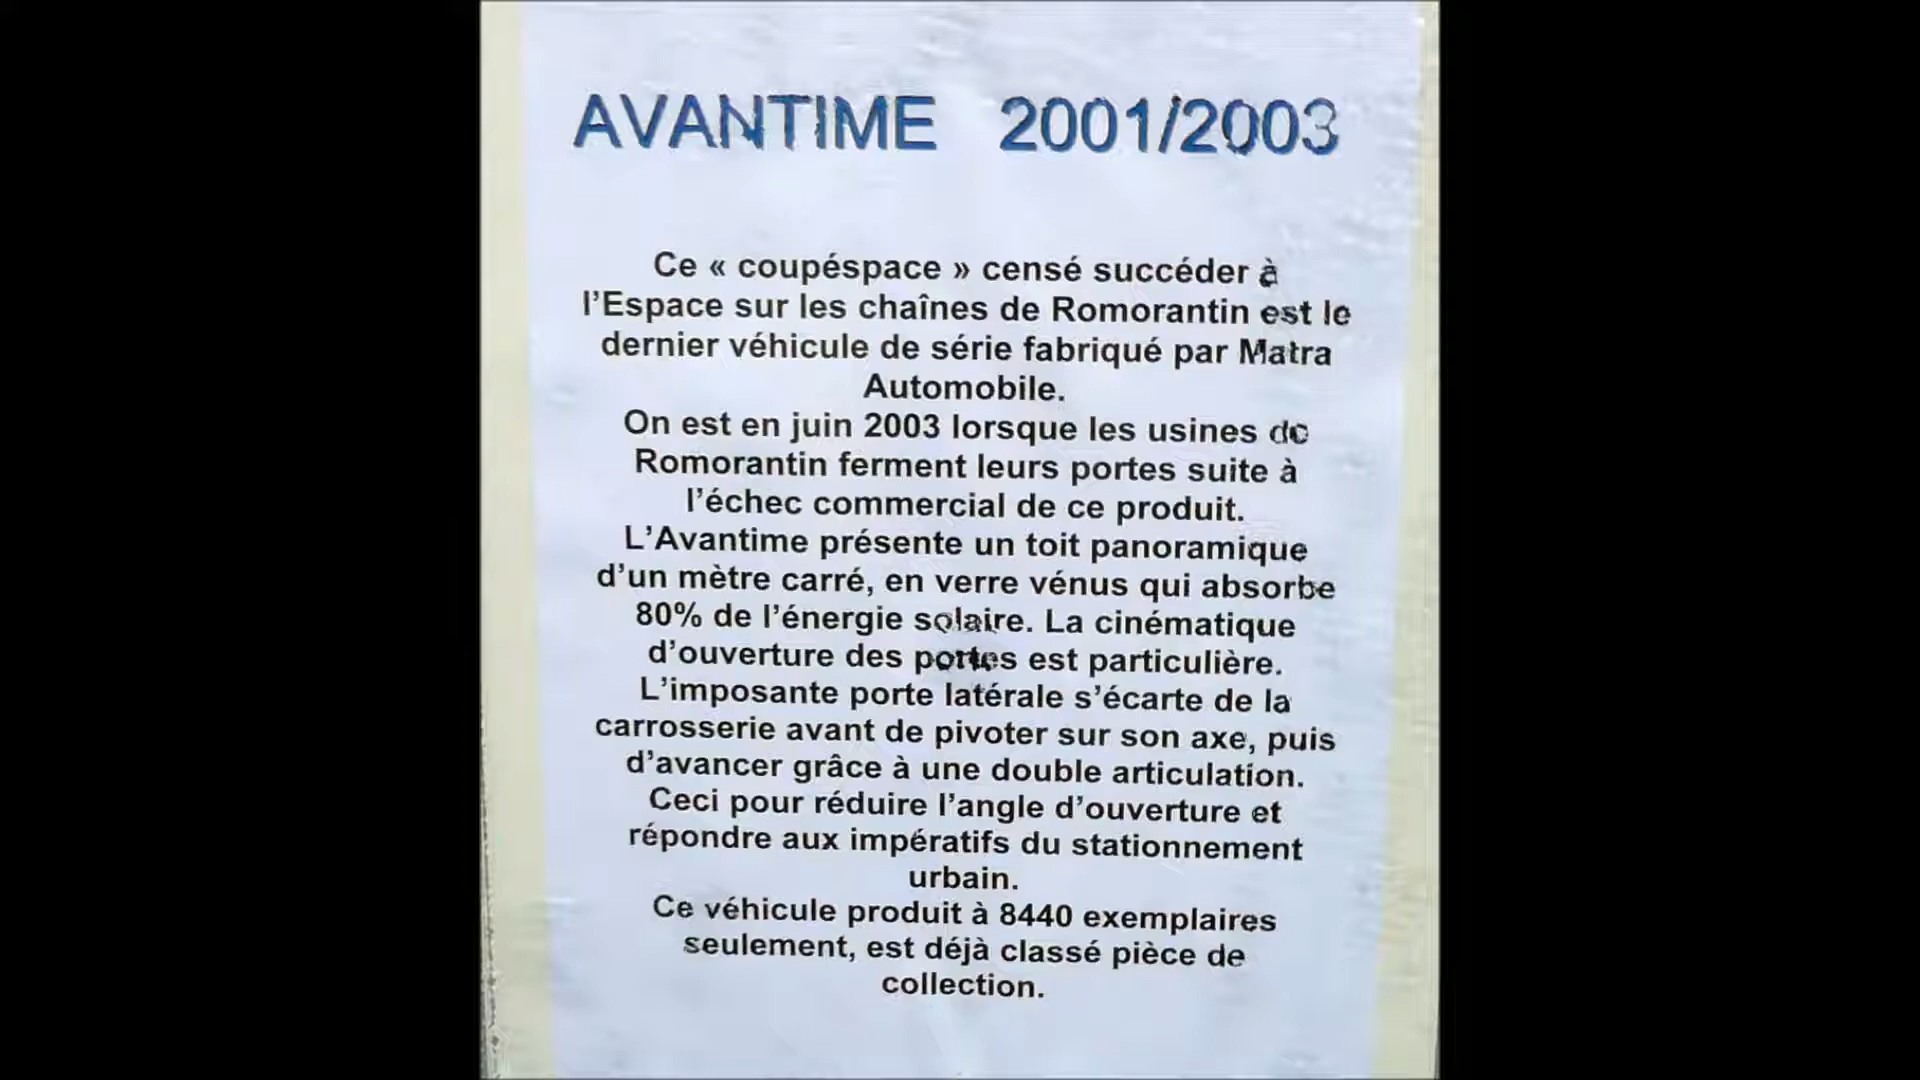 AVANTIME 2001/2003
Ce « coupéspace » censé succéder à
l’Espace sur les chaînes de Romorantin est le
dernier véhicule de série fabriqué par Matra
Automobile.
On est en juin 2003 lorsque les usines de
Romorantin ferment leurs portes suite à
l’échec commercial de ce produit.
L’Avantime présente un toit panoramique
d’un mètre carré, en verre vénus qui absorbe
80% de l’énergie solaire. La cinématique
d’ouverture des portes est particulière.
L’imposante porte latérale s’écarte de la
carrosserie avant de pivoter sur son axe, puis
d’avancer grâce à une double articulation.
Ceci pour réduire l’angle d’ouverture et
répondre aux impératifs du stationnement
urbain.
Ce véhicule produit à 8440 exemplaires
seulement, est déjà classé pièce de
collection.